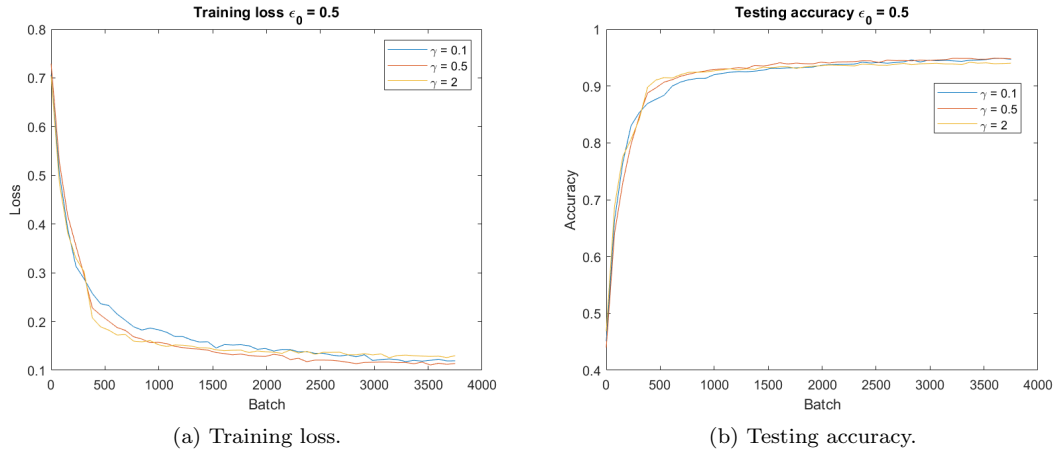 Training loss ϵ₀ = 0.5
0.8
0.7
0.6
0.5
0.4
0.3
0.2
0.1
Loss
0
500
1000
1500
2000
2500
3000
3500
4000
Batch
γ = 0.1
γ = 0.5
γ = 2
(a) Training loss.
Testing accuracy ϵ₀ = 0.5
1
0.9
0.8
0.7
0.6
0.5
0.4
Accuracy
0
500
1000
1500
2000
2500
3000
3500
4000
Batch
γ = 0.1
γ = 0.5
γ = 2
(b) Testing accuracy.